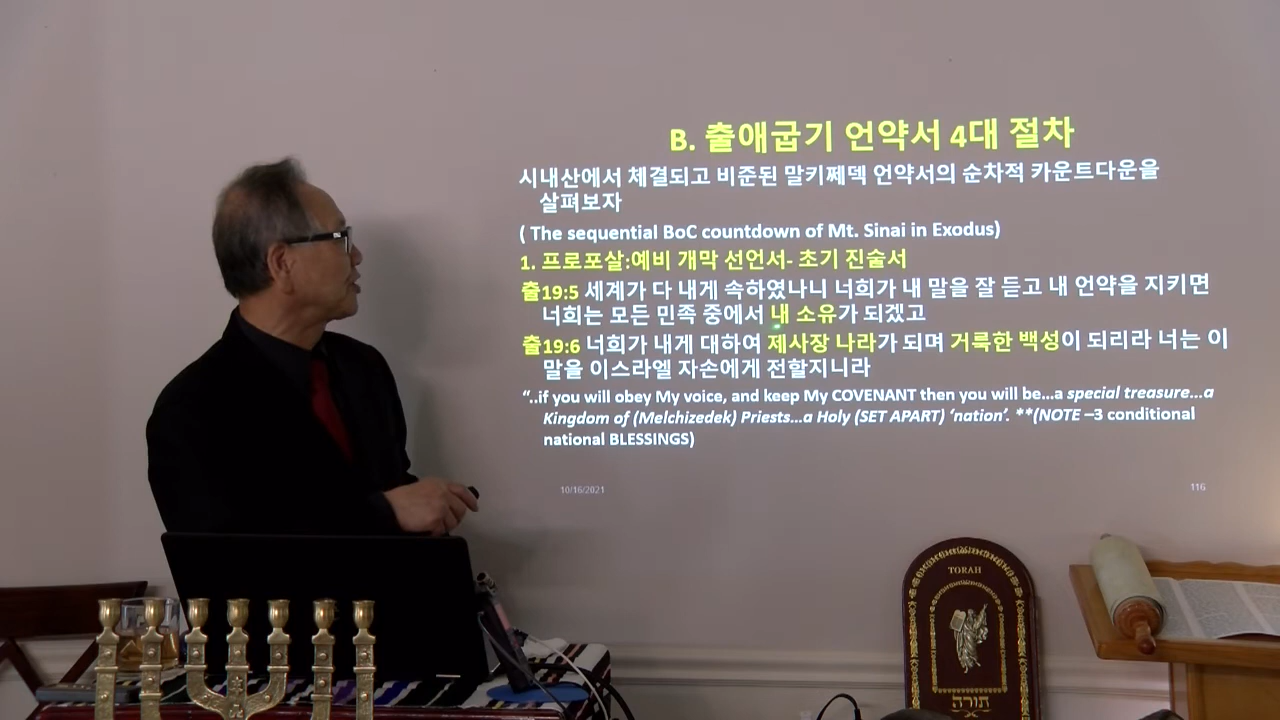 B. 출애굽기 언약서 4대 절차
시내산에서 체결되고 비준된 말키쩨덱 언약서의 순차적 카운트다운을
살펴보자
( The sequential BoC countdown of Mt. Sinai in Exodus)
1. 프로포살:예비 개막 선언서- 초기 진술서
출19:5 세계가 다 내게 속하였나니 너희가 내 말을 잘 듣고 내 언약을 지키면
너희는 모든 민족 중에서 내 소유가 되겠고
출19:6 너희가 내게 대하여 제사장 나라가 되며 거륵한 백성이 되리라 너는 이
말을 이스라엘 자손에게 전할지니라
“..if you will obey My voice, and keep My COVENANT then you will be…a special treasure…a
Kingdom of (Melchizedek) Priests…a Holy (SET APART) ‘nation’. **(NOTE –3 conditional
national BLESSINGS)
10/16/2021
116
TORAH
תורה